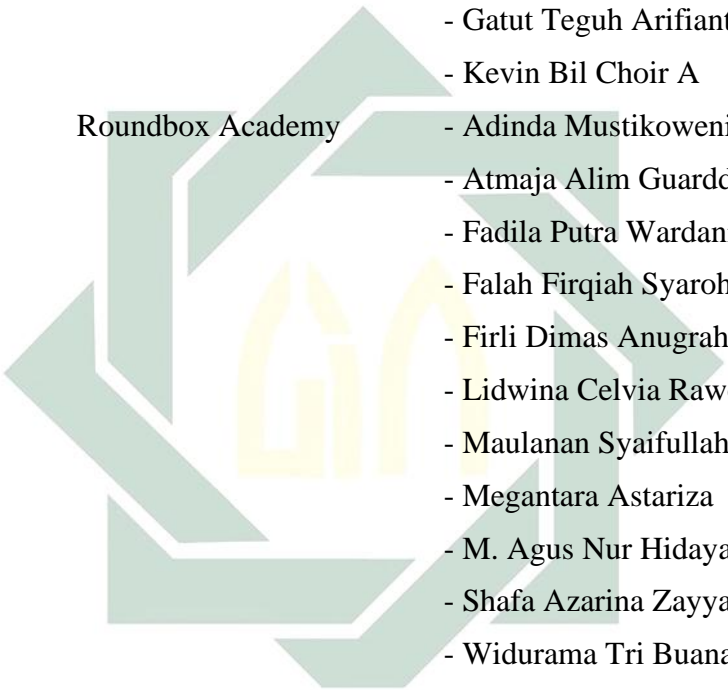 - Gatut Teguh Arifiant
- Kevin Bil Choir A
Roundbox Academy - Adinda Mustikoweni
- Atmaja Alim Guardd
- Fadila Putra Wardan
- Falah Firqiah Syaroh
- Firli Dimas Anugrah
- Lidwina Celvia Raw
- Maulanan Syaifullah
- Megantara Astariza
- M. Agus Nur Hidaya
- Shafa Azarina Zayya
- Widurama Tri Buana